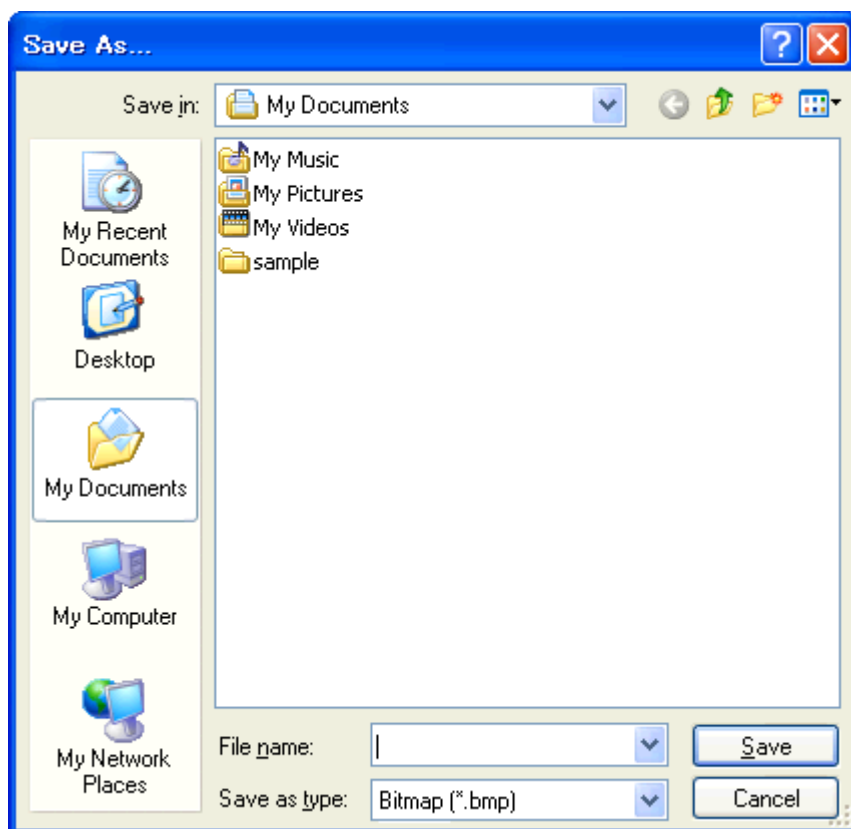 Save As...
Save in:
My Documents
My Music
My Pictures
My Videos
sample
My Recent
Documents
Desktop
My Documents
My Computer
My Network
Places
File name:
Save
Save as type:
Bitmap (*.bmp)
Cancel